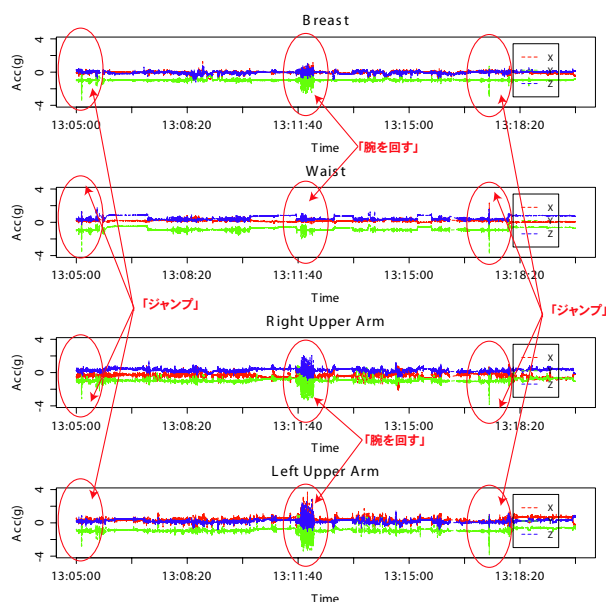 Breast
Acc(g)
4
0
-4
X
Z
13:05:00 13:08:20 13:11:40 13:15:00 13:18:20
Time
「腕を回す」
Waist
Acc(g)
4
0
-4
X
Z
13:05:00 13:08:20 13:11:40 13:15:00 13:18:20
Time
「ジャンプ」
「ジャンプ」
Right Upper Arm
Acc(g)
4
0
-4
X
Z
13:05:00 13:08:20 13:11:40 13:15:00 13:18:20
Time
「腕を回す」
Left Upper Arm
Acc(g)
4
0
-4
X
Z
13:05:00 13:08:20 13:11:40 13:15:00 13:18:20
Time